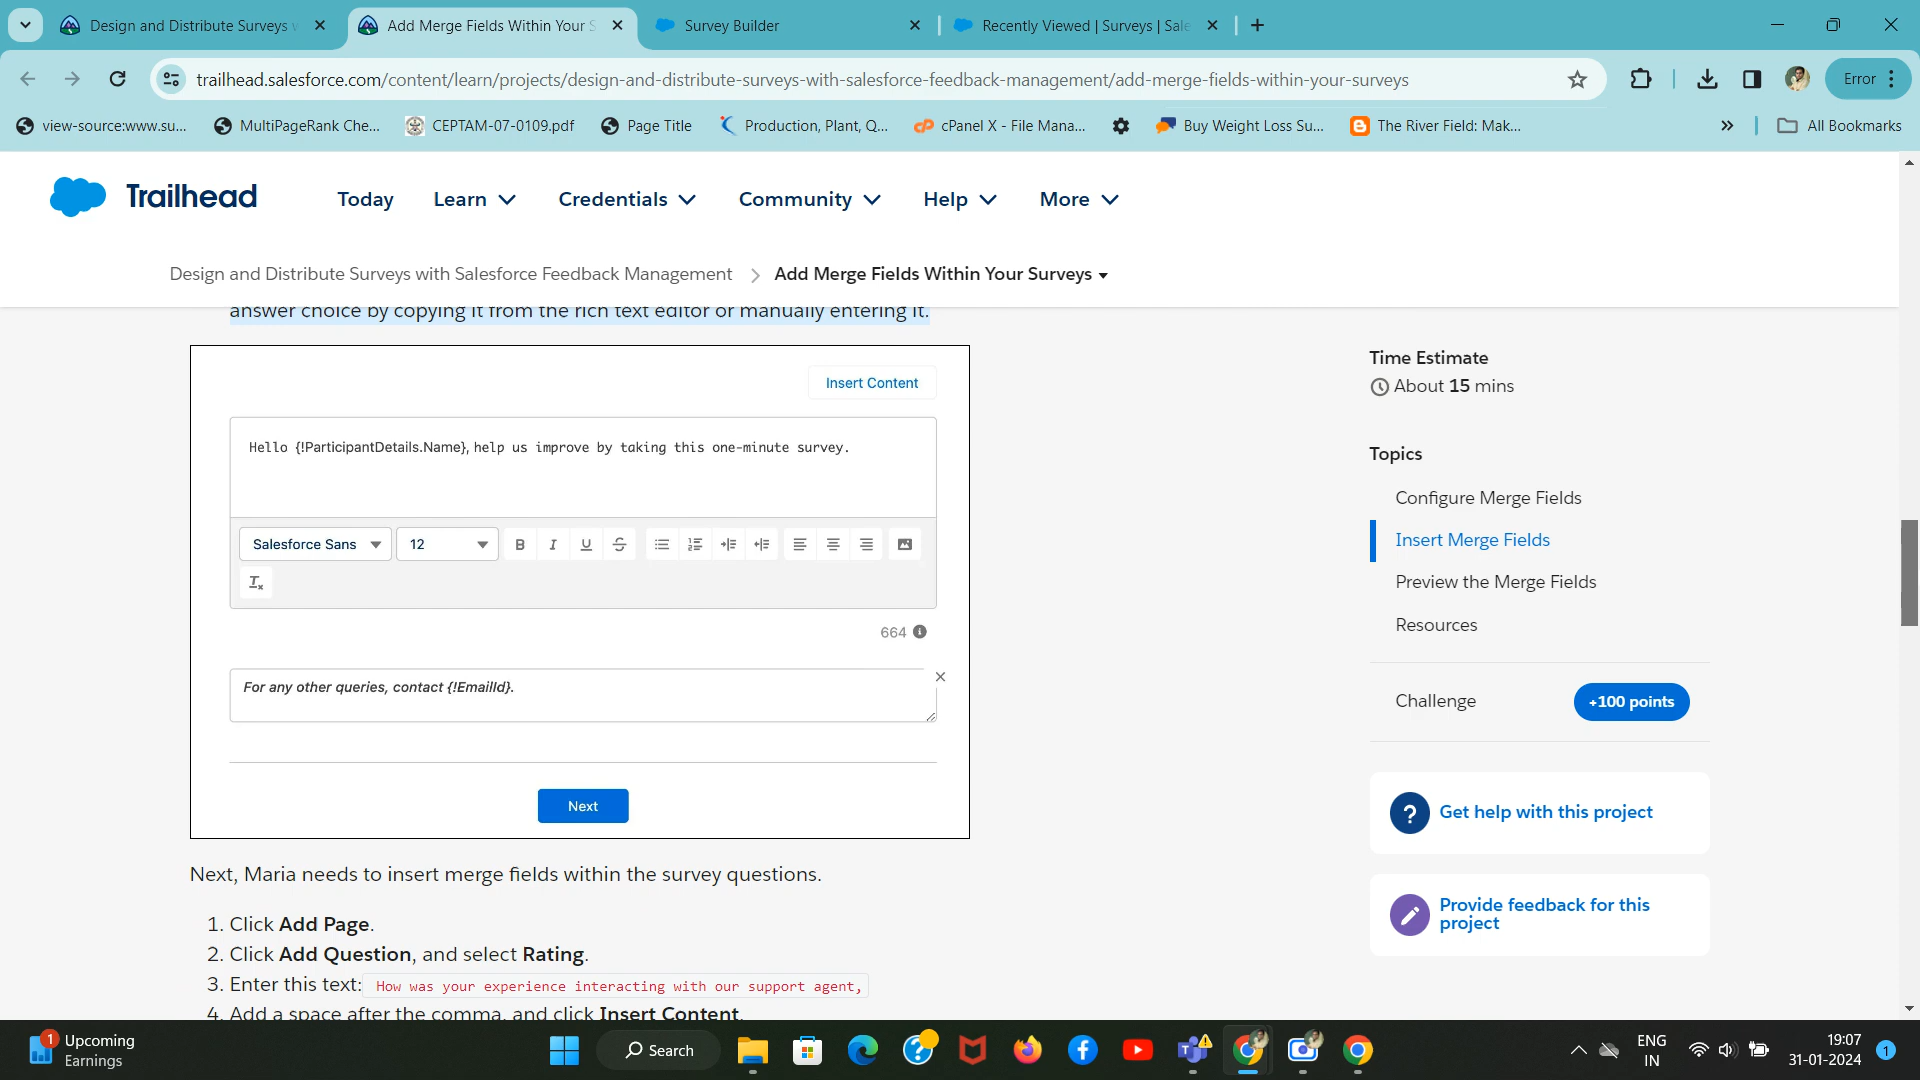 Design and Distribute Surveys w
Add Merge Fields Within Your S
Survey Builder
Recently Viewed | Surveys | Sale
trailhead.salesforce.com/content/learn/projects/design-and-distribute-surveys-with-salesforce-feedback-management/add-merge-fields-within-your-surveys
Error
view-source:www.su...
MultiPageRank Che...
CEPTAM-07-0109.pdf
Page Title
Production, Plant, Q...
cPanel X - File Mana...
Buy Weight Loss Su...
The River Field: Mak...
All Bookmarks
Trailhead
Today
Learn
Credentials
Community
Help
More
Design and Distribute Surveys with Salesforce Feedback Management
Add Merge Fields Within Your Surveys
answer choice by copying it from the rich text editor or manually entering it.
Insert Content
Hello {!ParticipantDetails.Name}, help us improve by taking this one-minute survey.
Salesforce Sans
12
664
For any other queries, contact {!EmailId}.
Next
Next, Maria needs to insert merge fields within the survey questions.
1. Click Add Page.
2. Click Add Question, and select Rating.
3. Enter this text: How was your experience interacting with our support agent,
4. Add a space after the comma, and click Insert Content.
Time Estimate
About 15 mins
Topics
Configure Merge Fields
Insert Merge Fields
Preview the Merge Fields
Resources
Challenge
+100 points
Get help with this project
Provide feedback for this
project
1
Upcoming
Earnings
Search
ENG
IN
19:07
31-01-2024
1